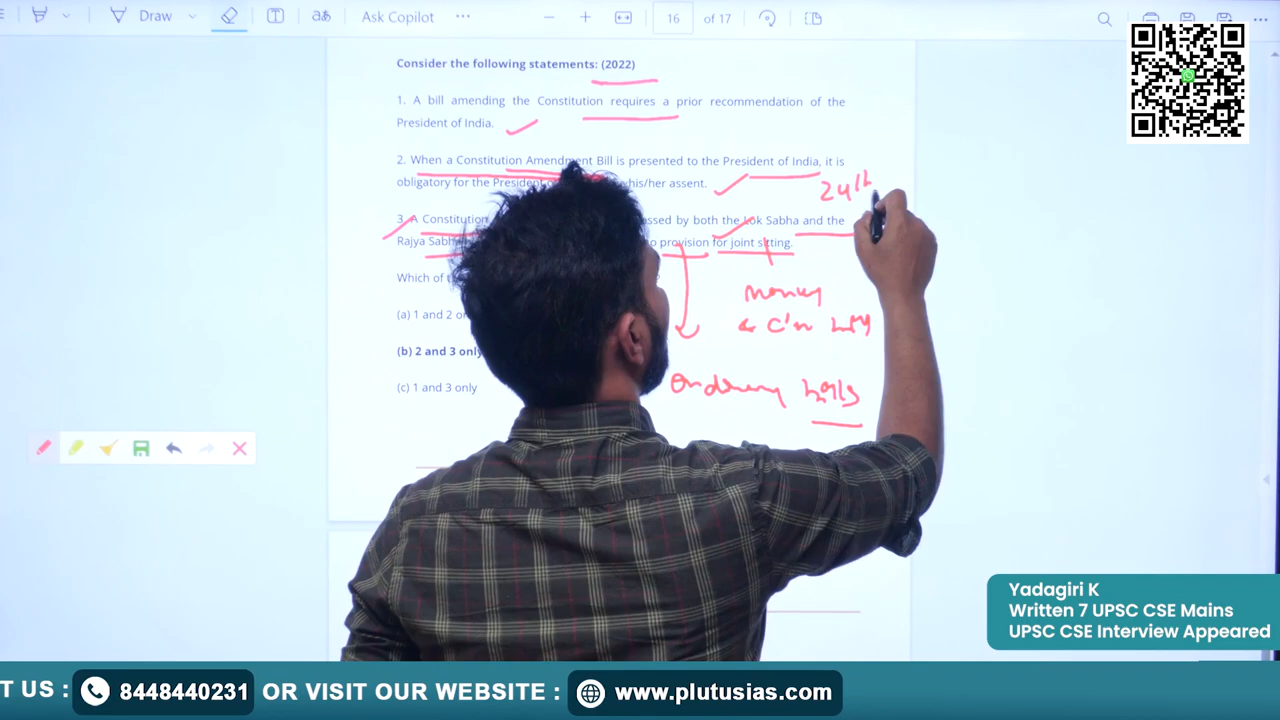 Draw
aあ
Ask Copilot
16
of 17
Consider the following statements: (2022)
1. A bill amending the Constitution requires a prior recommendation of the
President of India.
2. When a Constitution Amendment Bill is presented to the President of India, it is
obligatory for the President his/her assent.
24th
3. A Constitution ssed by both the Lok Sabha and the
Rajya Sabh o provision for joint sitting.
Which of t
money
& C'n
(a) 1 and 2 o
(b) 2 and 3 only
(c) 1 and 3 only
ordinary bills
Yadagiri K
Written 7 UPSC CSE Mains
UPSC CSE Interview Appeared
T US :
8448440231
OR VISIT OUR WEBSITE :
www.plutusias.com